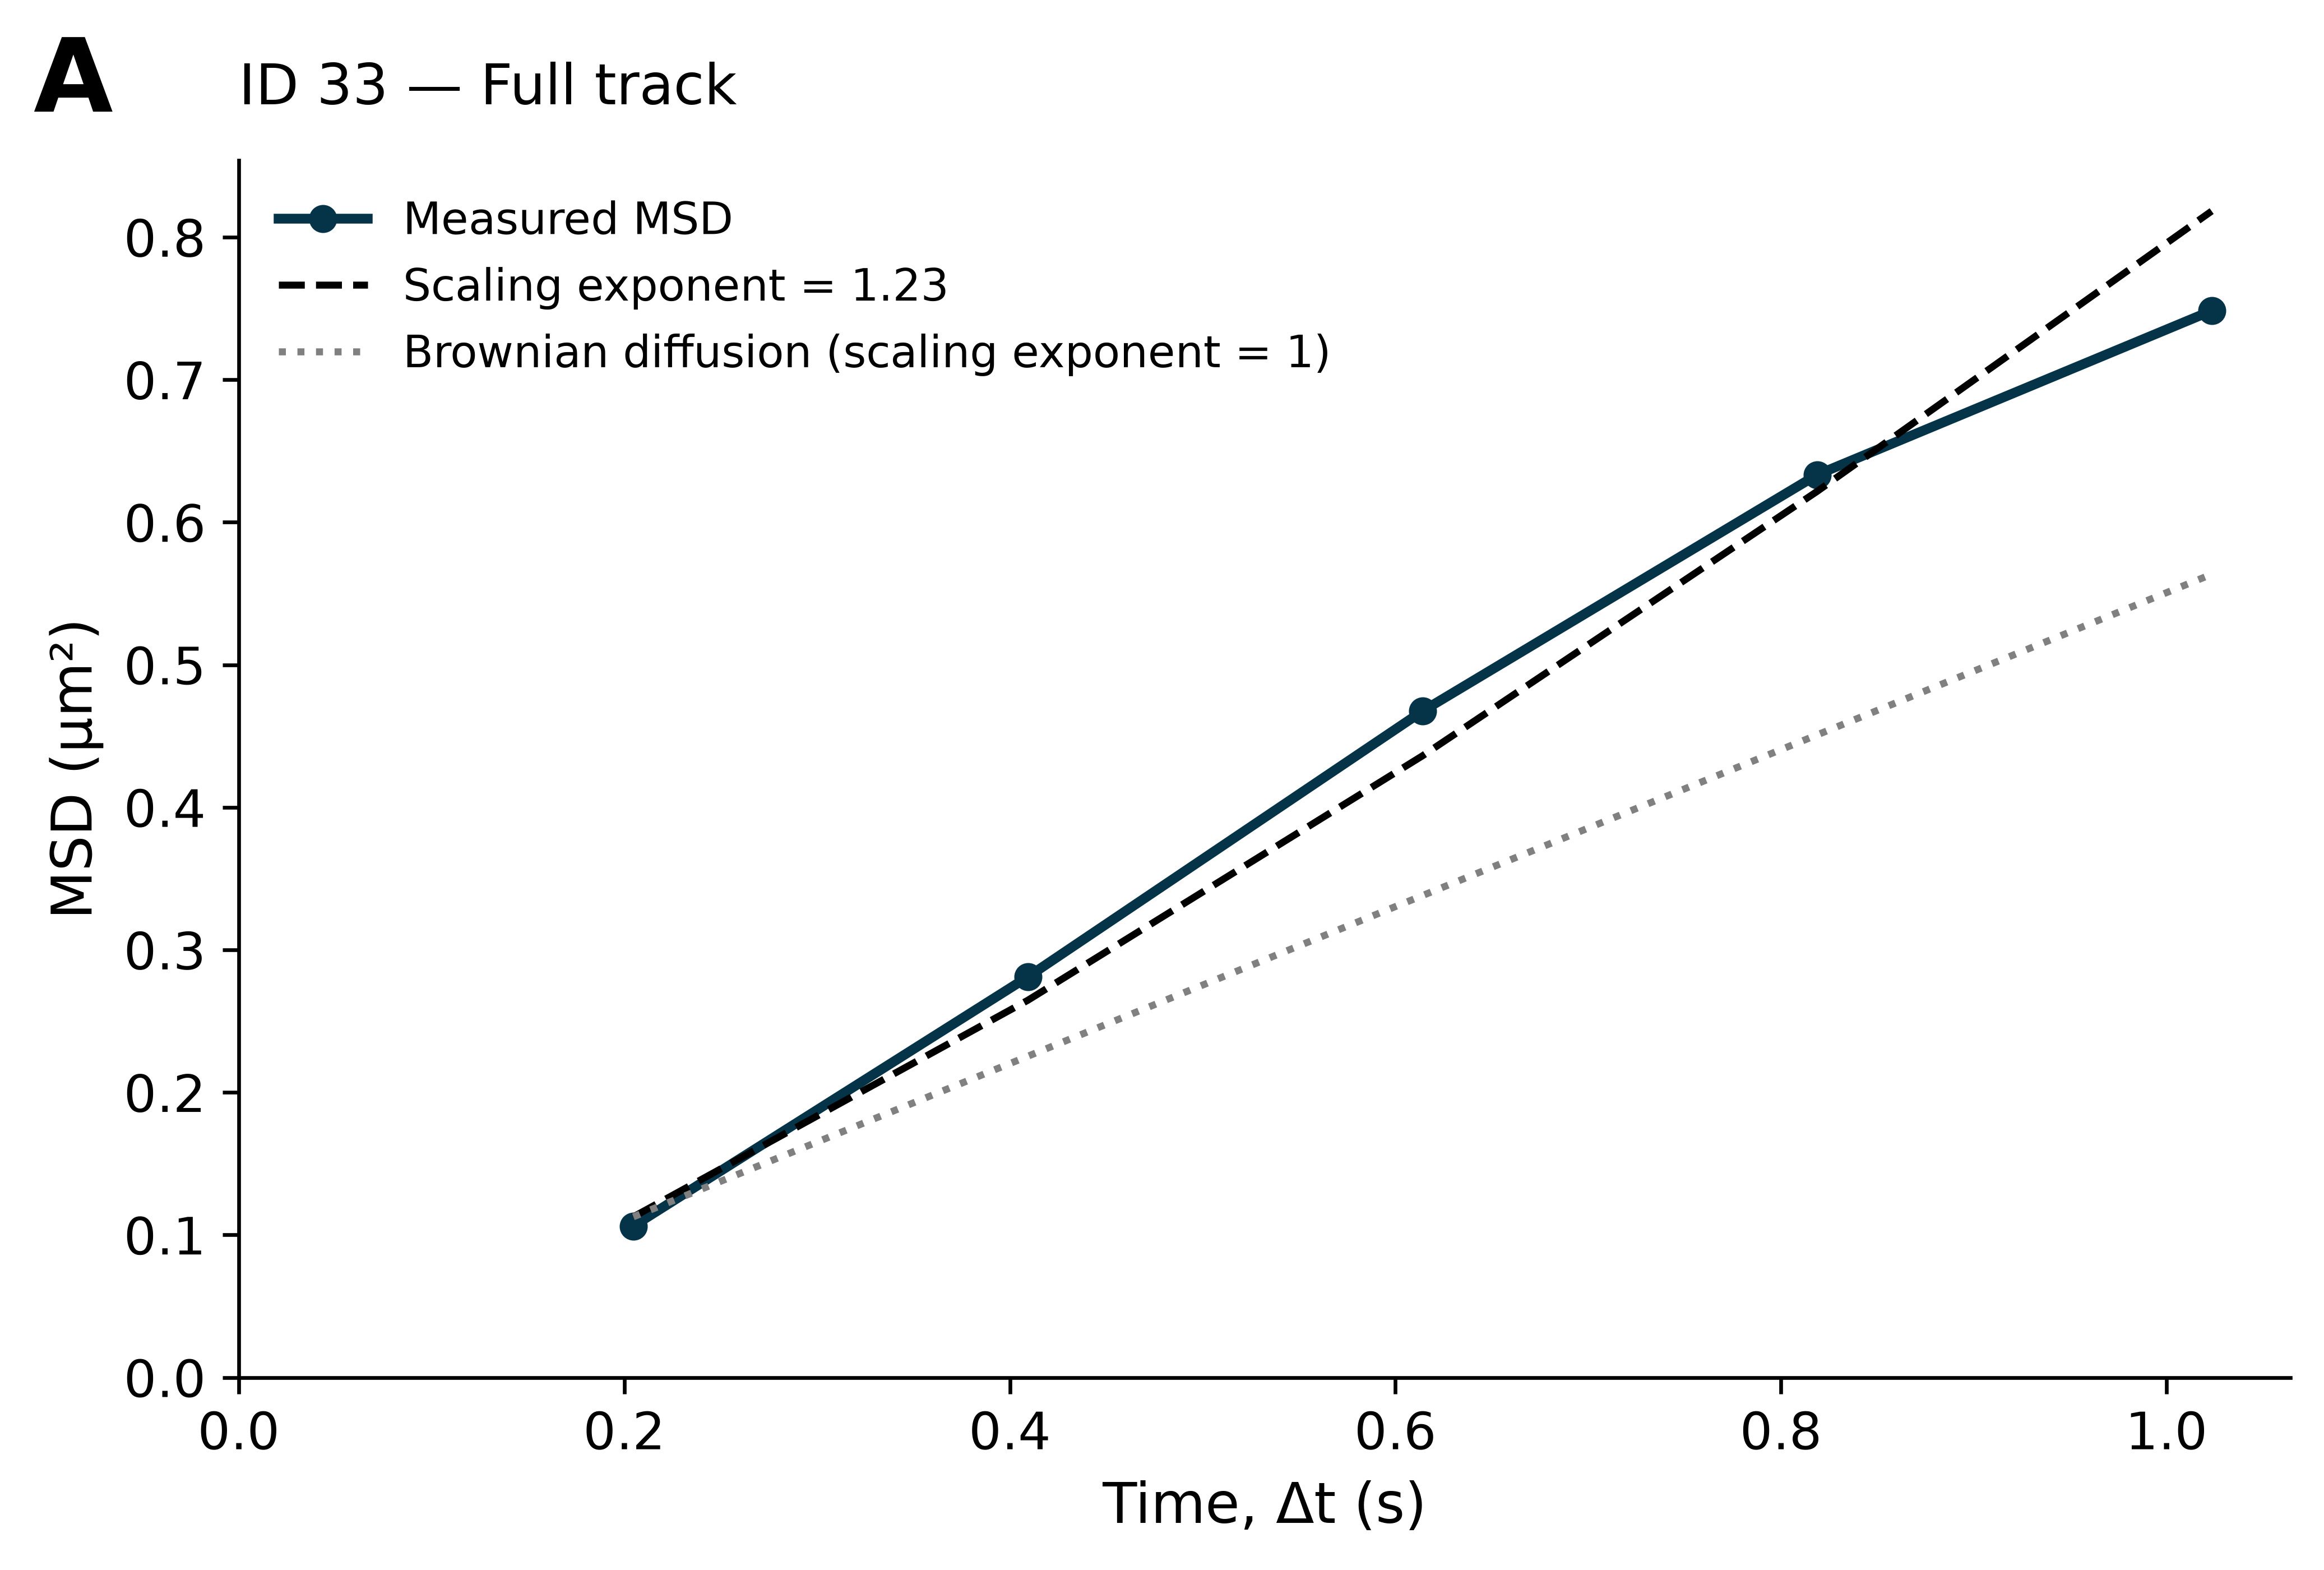 A
ID 33 — Full track
Measured MSD
Scaling exponent = 1.23
Brownian diffusion (scaling exponent = 1)
MSD (µm²)
0.8
0.7
0.6
0.5
0.4
0.3
0.2
0.1
0.0
0.0 0.2 0.4 0.6 0.8 1.0
Time, Δt (s)